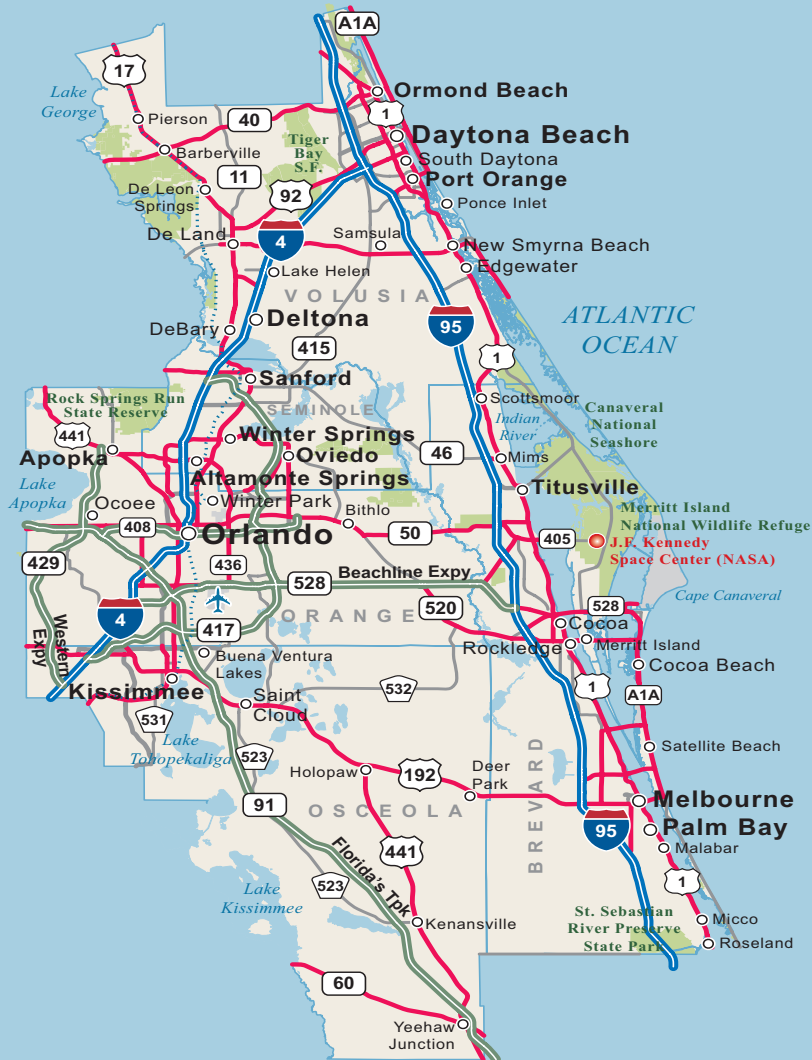 A1A
17
Lake
George
Ormond Beach
Pierson
40
1
Daytona Beach
Barberville
Tiger
Bay
S.F.
South Daytona
11
Port Orange
De Leon
Springs
92
Ponce Inlet
De Land
4
Samsula
New Smyrna Beach
Edgewater
Lake Helen
VOLUSIA
ATLANTIC
OCEAN
Deltona
DeBary
95
415
1
Sanford
Rock Springs Run
State Reserve
SEMINOLE
Scottsmoor
Canaveral
National
Seashore
Indian
River
441
Winter Springs
Apopka
Oviedo
46
Mims
Altamonte Springs
Lake
Apopka
Titusville
Ocoee
Winter Park
Bithlo
Merritt Island
National Wildlife Refuge
408
Orlando
50
405
J.F. Kennedy
Space Center (NASA)
429
436
528
Beachline Expy
Cape Canaveral
4
ORANGE
520
528
417
Cocoa
Western
Expy
Buena Ventura
Lakes
Rockledge
Merritt Island
Cocoa Beach
Kissimmee
532
1
A1A
Saint
Cloud
531
Lake
Tohopekaliga
523
Satellite Beach
Holopaw
192
Deer
Park
BREVARD
91
OSCEOLA
Melbourne
95
Palm Bay
441
Malabar
Florida's Tpk
523
1
Lake
Kissimmee
Kenansville
St. Sebastian
River Preserve
State Park
Micco
Roseland
60
Yeehaw
Junction